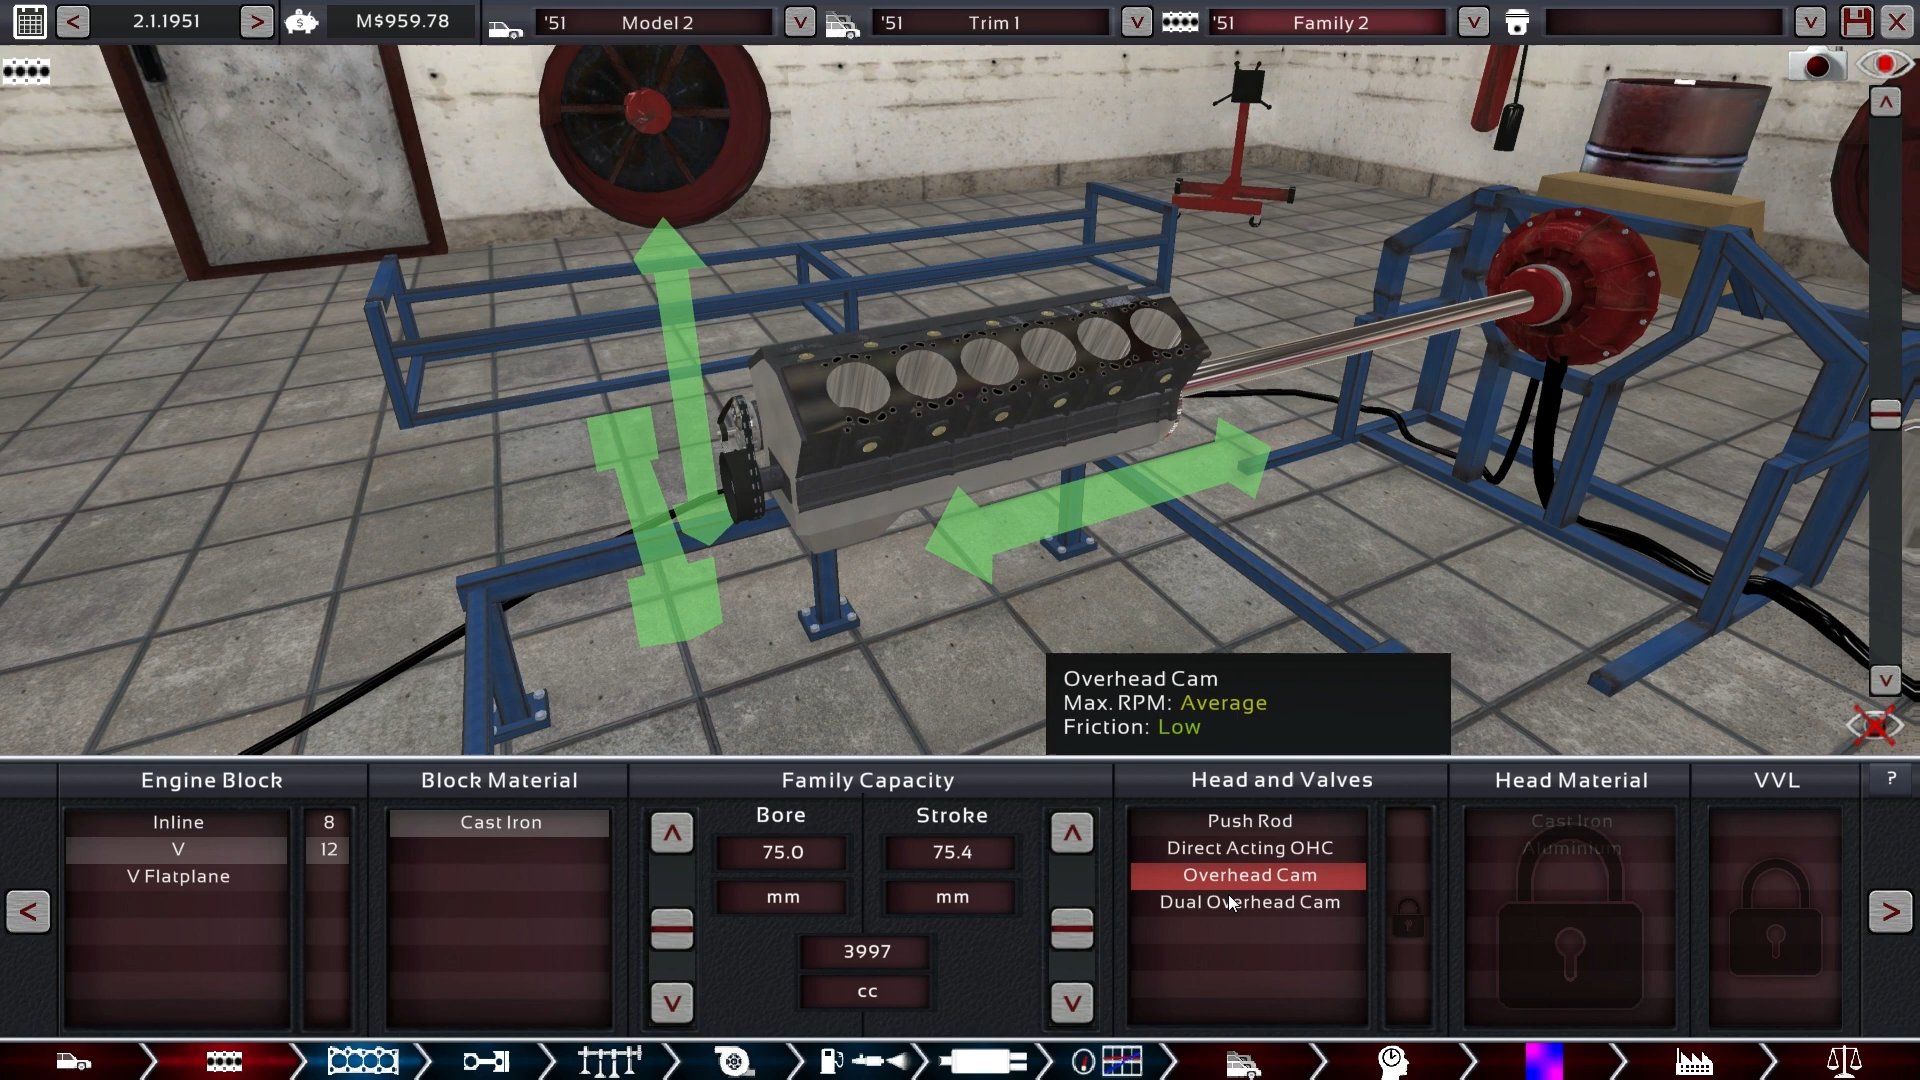 2.1.1951
M$959.78
'51 Model 2
'51 Trim 1
'51 Family 2
Overhead Cam
Max. RPM: Average
Friction: Low
Engine Block
Block Material
Family Capacity
Head and Valves
Head Material
VVL
?
Inline
V
V Flatplane
8
12
Cast Iron
Bore
75.0
mm
Stroke
75.4
mm
3997
cc
Push Rod
Direct Acting OHC
Overhead Cam
Dual Overhead Cam
Cast Iron
Aluminium